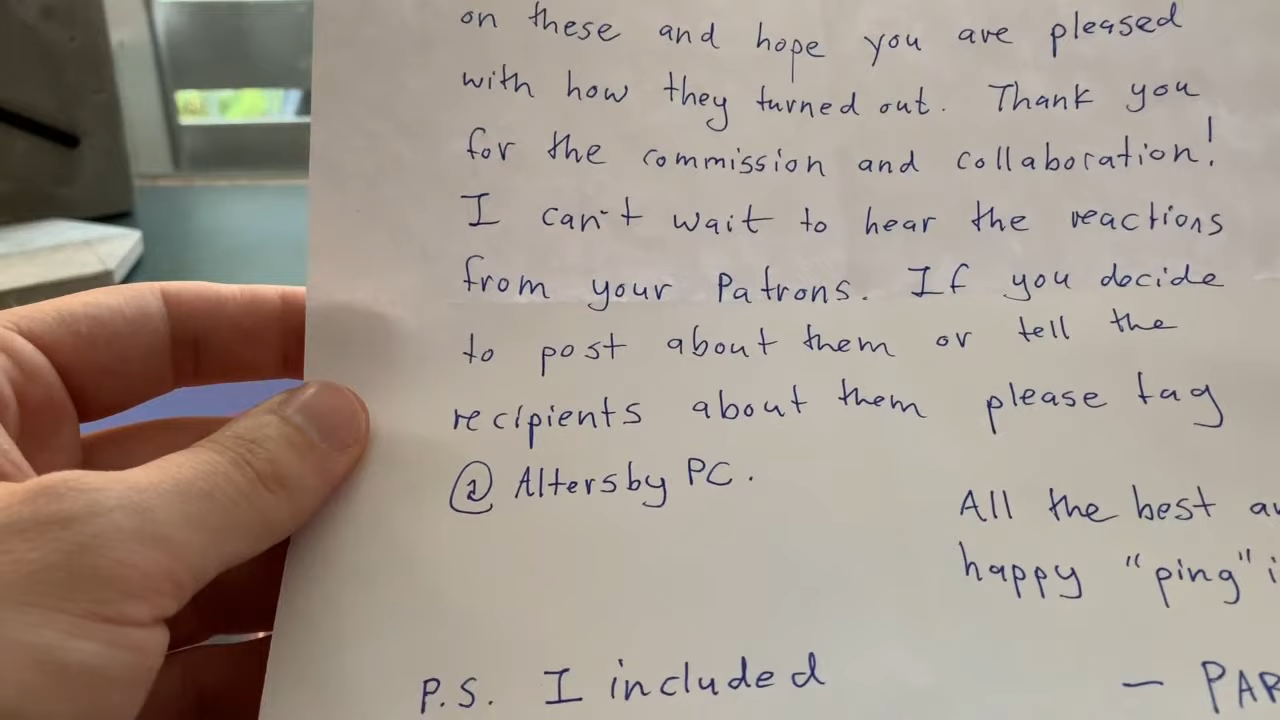 on these and hope you are pleased
with how they turned out. Thank you
for the commission and collaboration!
I can't wait to hear the reactions
from your Patrons. If you decide
to post about them or tell the
recipients about them please tag
@ Altersby PC.
All the best
happy "ping"
P.S. I included
— PAR